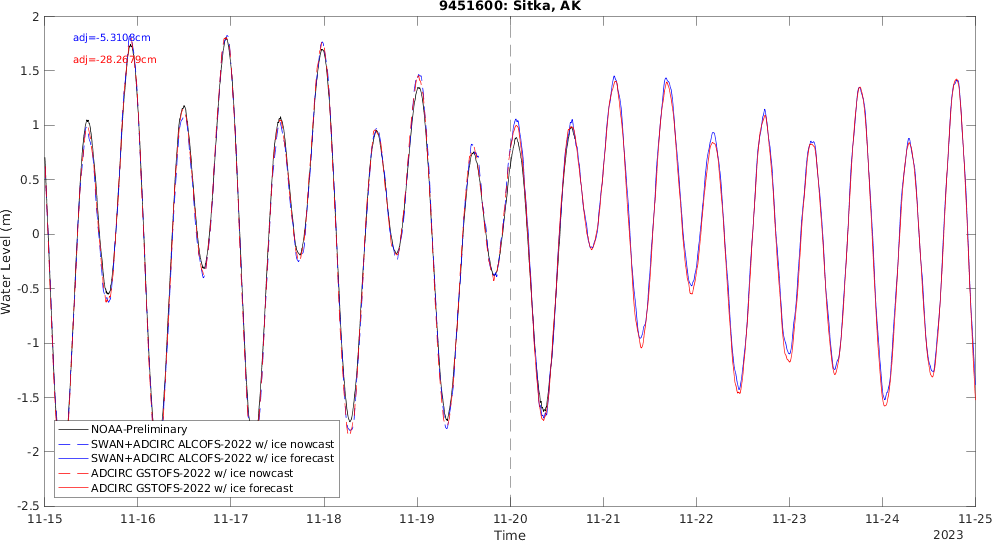 9451600: Sitka, AK
2
1.5
1
0.5
0
-0.5
-1
-1.5
-2
-2.5
Water Level (m)
adj=-5.3108cm
adj=-28.2679cm
NOAA-Preliminary
SWAN+ADCIRC ALCOFS-2022 w/ ice nowcast
SWAN+ADCIRC ALCOFS-2022 w/ ice forecast
ADCIRC GSTOFS-2022 w/ ice nowcast
ADCIRC GSTOFS-2022 w/ ice forecast
11-15 11-16 11-17 11-18 11-19 11-20 11-21 11-22 11-23 11-24 11-25
Time
2023